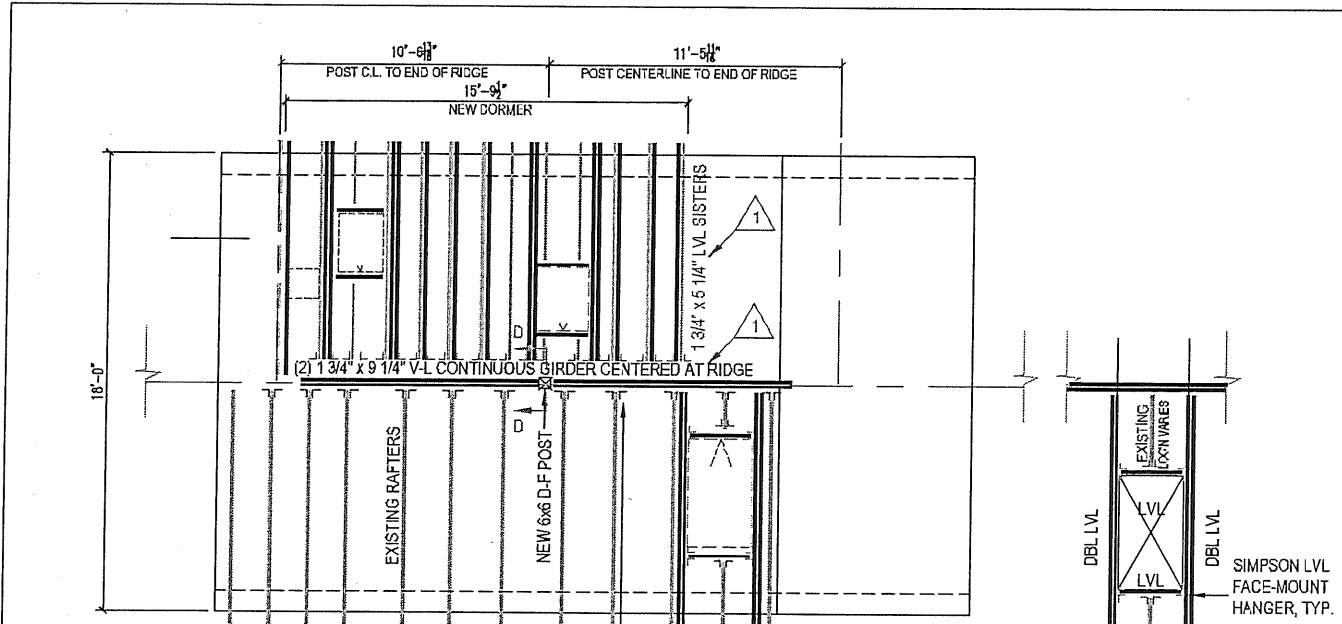 10'-6 13/16"
POST C.L. TO END OF RIDGE
11'-5 11/16"
POST CENTERLINE TO END OF RIDGE
15'-9 1/2"
NEW DORMER
18'-0"
1 3/4" x 5 1/4" LVL SISTERS
1
1
D
(2) 1 3/4" x 9 1/4" V-L CONTINUOUS GIRDER CENTERED AT RIDGE
D
EXISTING RAFTERS
NEW 6x6 D-F POST
EXISTING
LOC'N VARES
DBL LVL
LVL
LVL
DBL LVL
SIMPSON LVL
FACE-MOUNT
HANGER, TYP.